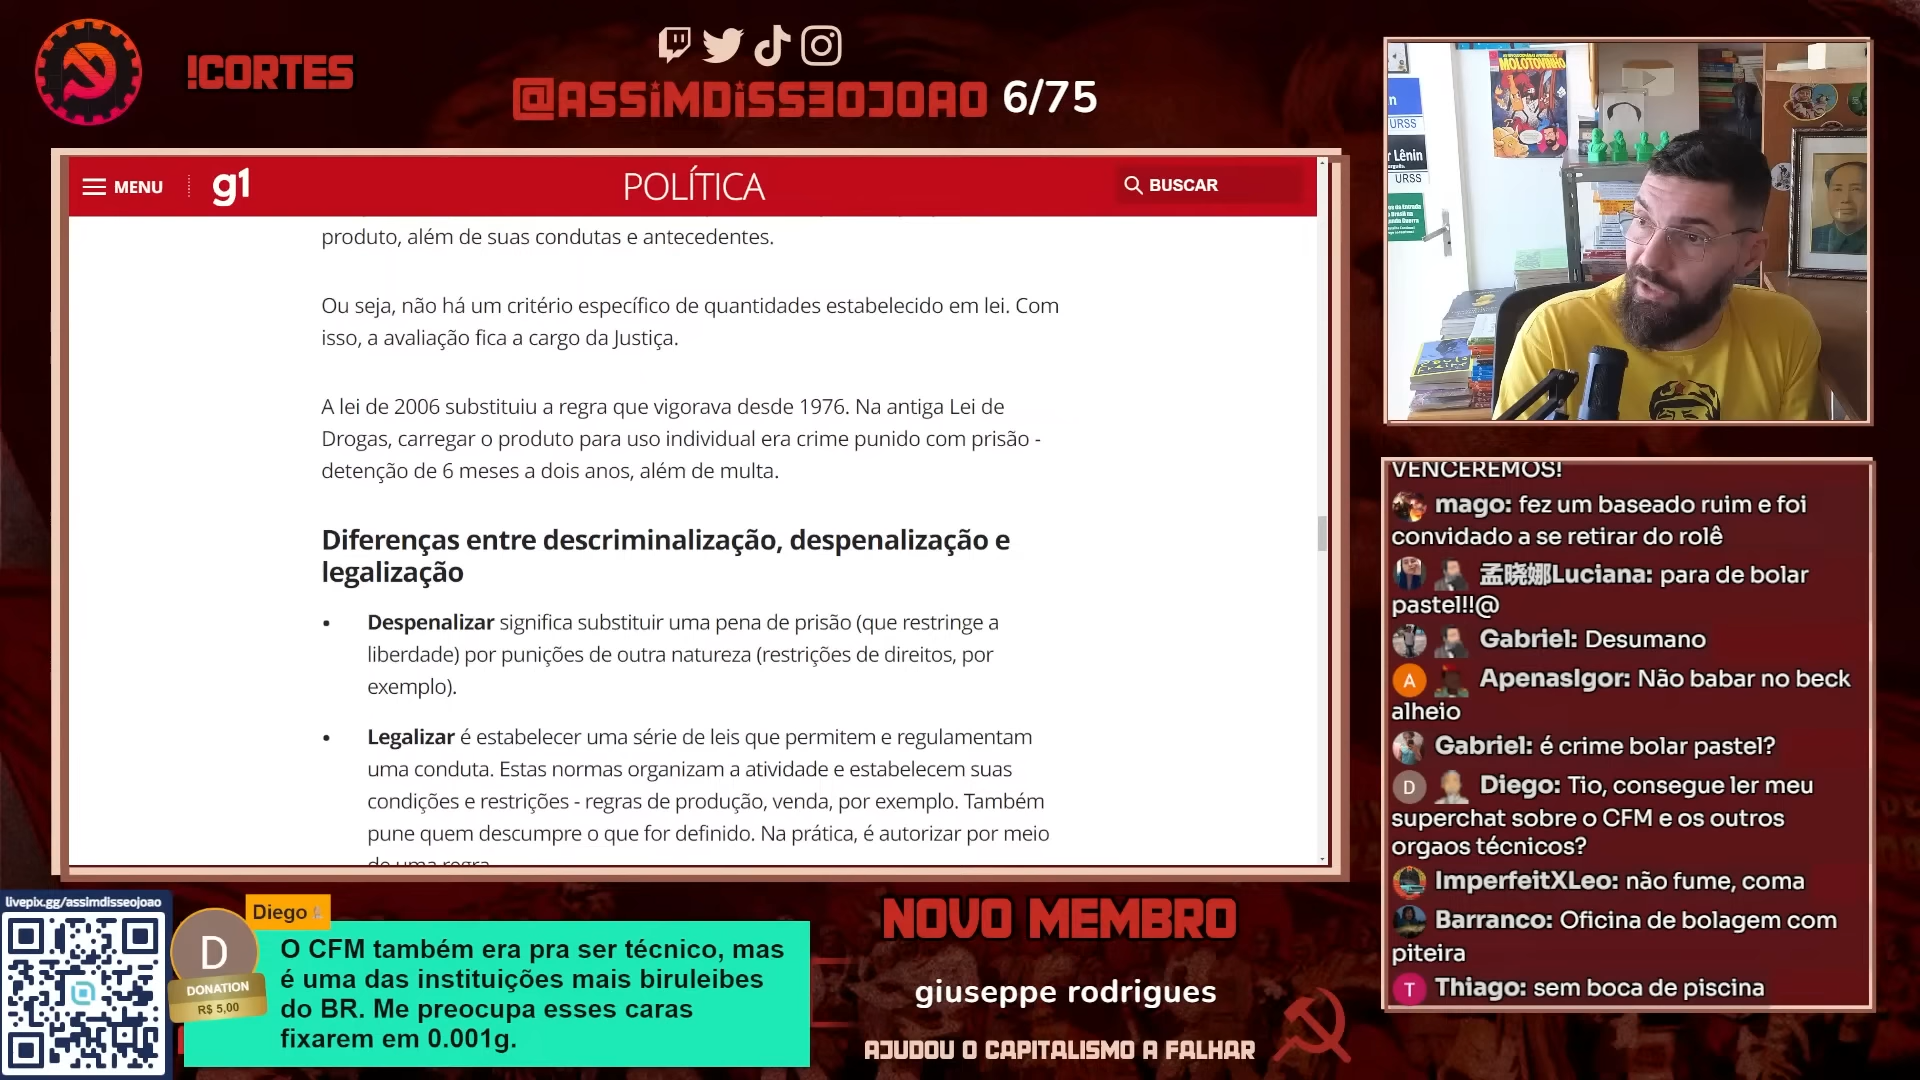 !CORTES
@ASSIMDISSEOJOAO 6/75
MENU
g1
POLÍTICA
BUSCAR
produto, além de suas condutas e antecedentes.
Ou seja, não há um critério específico de quantidades estabelecido em lei. Com
isso, a avaliação fica a cargo da Justiça.
A lei de 2006 substituiu a regra que vigorava desde 1976. Na antiga Lei de
Drogas, carregar o produto para uso individual era crime punido com prisão -
detenção de 6 meses a dois anos, além de multa.
Diferenças entre descriminalização, despenalização e
legalização
• Despenalizar significa substituir uma pena de prisão (que restringe a
liberdade) por punições de outra natureza (restrições de direitos, por
exemplo).
• Legalizar é estabelecer uma série de leis que permitem e regulamentam
uma conduta. Estas normas organizam a atividade e estabelecem suas
condições e restrições - regras de produção, venda, por exemplo. Também
pune quem descumpre o que for definido. Na prática, é autorizar por meio
de uma regra
MOLOTOVINHO
URSS
r Lênin
URSS
VENCEREMOS!
mago: fez um baseado ruim e foi
convidado a se retirar do rolê
孟晓娜Luciana: para de bolar
pastel!!@
Gabriel: Desumano
A
ApenasIgor: Não babar no beck
alheio
Gabriel: é crime bolar pastel?
D
Diego: Tio, consegue ler meu
superchat sobre o CFM e os outros
orgaos técnicos?
ImperfeitXLeo: não fume, coma
Barranco: Oficina de bolagem com
piteira
T
Thiago: sem boca de piscina
livepix.gg/assimdisseojoao
D
DONATION
R$ 5,00
Diego
O CFM também era pra ser técnico, mas
é uma das instituições mais biruleibes
do BR. Me preocupa esses caras
fixarem em 0.001g.
NOVO MEMBRO
giuseppe rodrigues
AJUDOU O CAPITALISMO A FALHAR